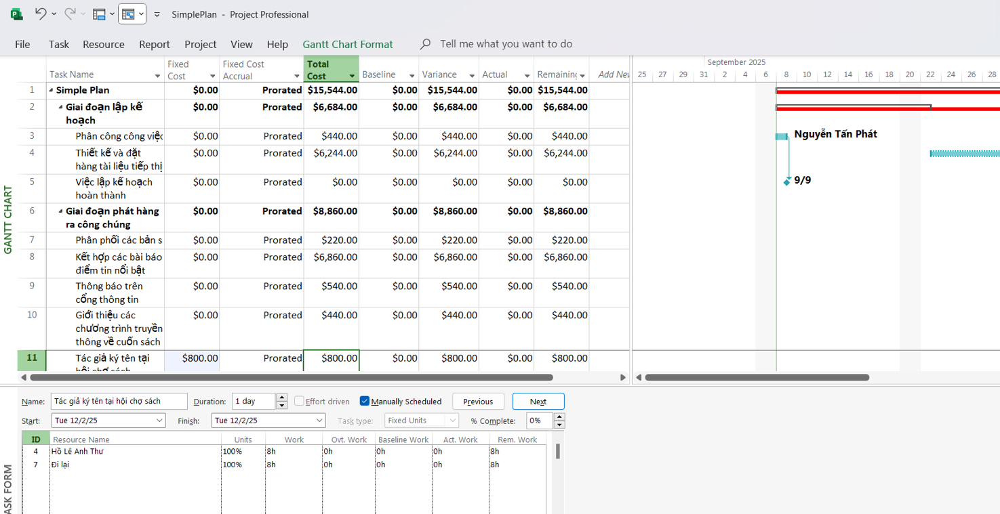 SimplePlan - Project Professional
File Task Resource Report Project View Help Gantt Chart Format Tell me what you want to do
Task Name Fixed Cost Fixed Cost Accrual Total Cost Baseline Variance Actual Remaining Add New
1 Simple Plan $0.00 Prorated $15,544.00 $0.00 $15,544.00 $0.00 $15,544.00
2 Giai đoạn lập kế $0.00 Prorated $6,684.00 $0.00 $6,684.00 $0.00 $6,684.00
hoạch
3 Phân công công việc $0.00 Prorated $440.00 $0.00 $440.00 $0.00 $440.00
4 Thiết kế và đặt $0.00 Prorated $6,244.00 $0.00 $6,244.00 $0.00 $6,244.00
hàng tài liệu tiếp thị
5 Việc lập kế hoạch $0.00 Prorated $0.00 $0.00 $0.00 $0.00 $0.00
hoàn thành
6 Giai đoạn phát hàng $0.00 Prorated $8,860.00 $0.00 $8,860.00 $0.00 $8,860.00
ra công chúng
7 Phân phối các bản s $0.00 Prorated $220.00 $0.00 $220.00 $0.00 $220.00
8 Kết hợp các bài báo $0.00 Prorated $6,860.00 $0.00 $6,860.00 $0.00 $6,860.00
điểm tin nổi bật
9 Thông báo trên $0.00 Prorated $540.00 $0.00 $540.00 $0.00 $540.00
cổng thông tin
10 Giới thiệu các $0.00 Prorated $440.00 $0.00 $440.00 $0.00 $440.00
chương trình truyền
thông về cuốn sách
11 Tác giả ký tên tại $800.00 Prorated $800.00 $0.00 $800.00 $0.00 $800.00
hội chợ sách
September 2025
25 27 29 31 2 4 6 8 10 12 14 16 18 20 22 24 26 28
Nguyễn Tấn Phát
9/9
GANTT CHART
Name: Tác giả ký tên tại hội chợ sách Duration: 1 day Effort driven Manually Scheduled Previous Next
Start: Tue 12/2/25 Finish: Tue 12/2/25 Task type: Fixed Units % Complete: 0%
ID Resource Name Units Work Ovt. Work Baseline Work Act. Work Rem. Work
4 Hồ Lê Anh Thư 100% 8h 0h 0h 0h 8h
7 Đi lại 100% 8h 0h 0h 0h 8h
ASK FORM